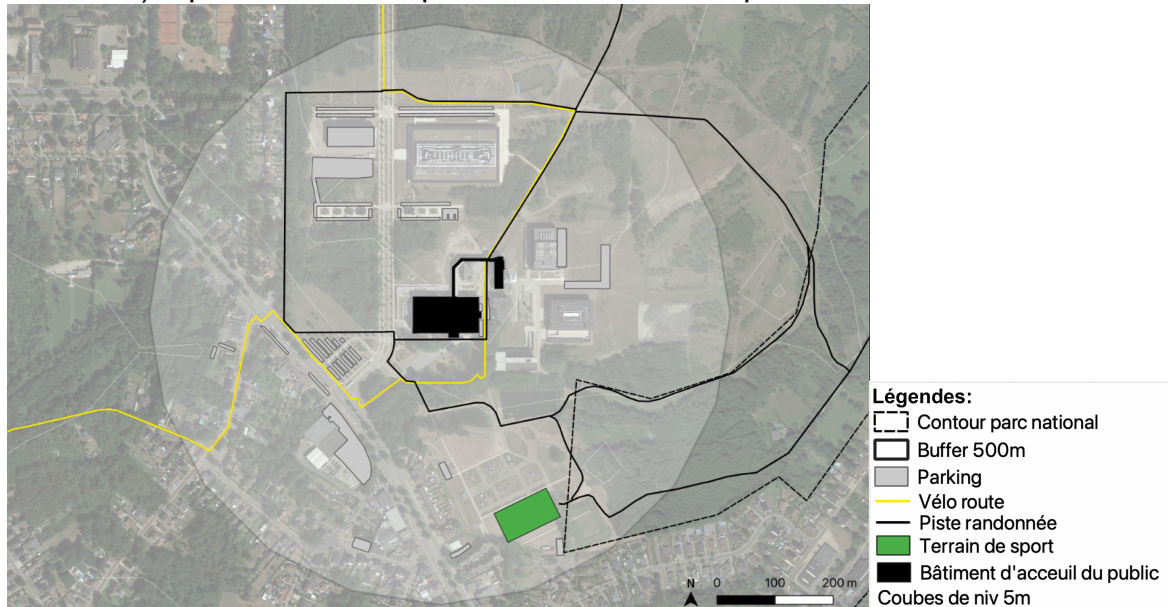 N 0 100 200 m
Légendes:
Contour parc national
Buffer 500m
Parking
Vélo route
Piste randonnée
Terrain de sport
Bâtiment d'acceuil du public
Coubes de niv 5m